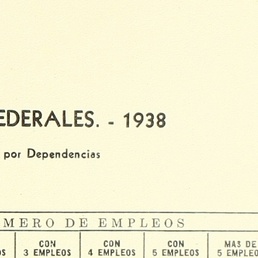 EDERALES. - 1938
por Dependencias
MERO DE EMPLEOS
OS CON 3 EMPLEOS CON 4 EMPLEOS CON 5 EMPLEOS MAS DE 5 EMPLEOS